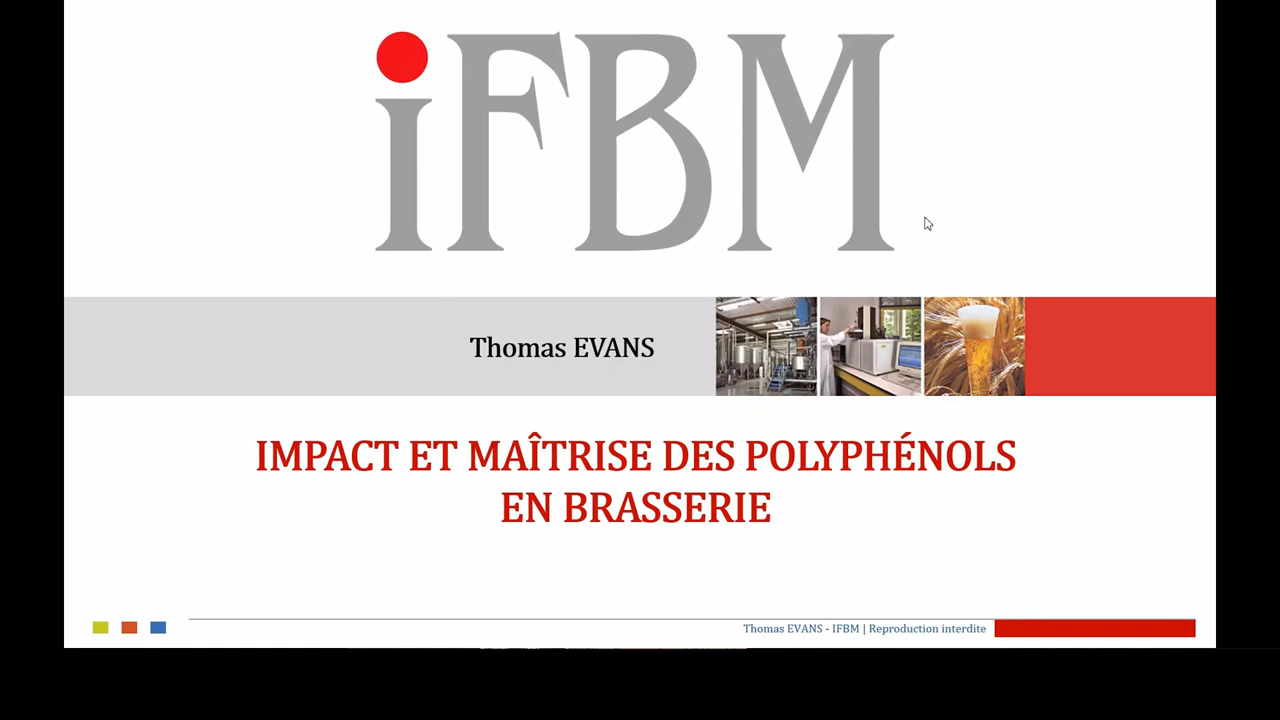 iFBM
Thomas EVANS
IMPACT ET MAÎTRISE DES POLYPHÉNOLS
EN BRASSERIE
Thomas EVANS - IFBM | Reproduction interdite